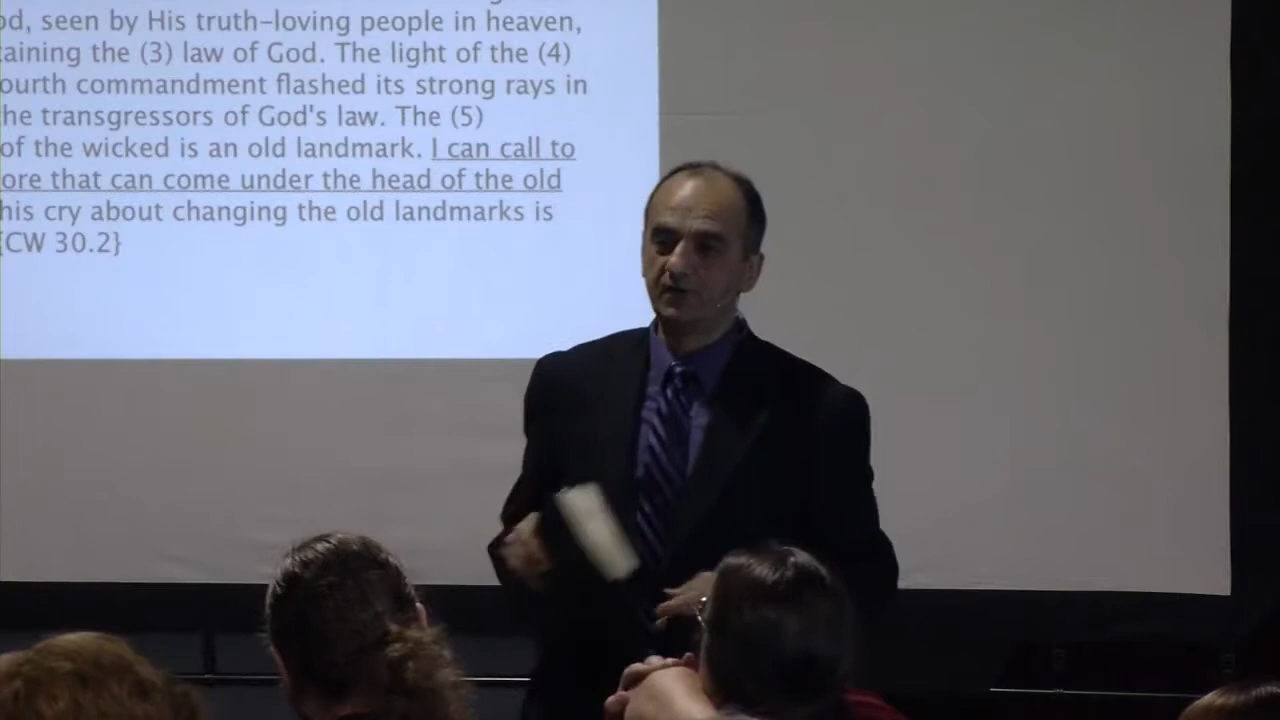 od, seen by His truth-loving people in heaven,
taining the (3) law of God. The light of the (4)
ourth commandment flashed its strong rays in
he transgressors of God's law. The (5)
of the wicked is an old landmark. I can call to
ore that can come under the head of the old
his cry about changing the old landmarks is
{CW 30.2}